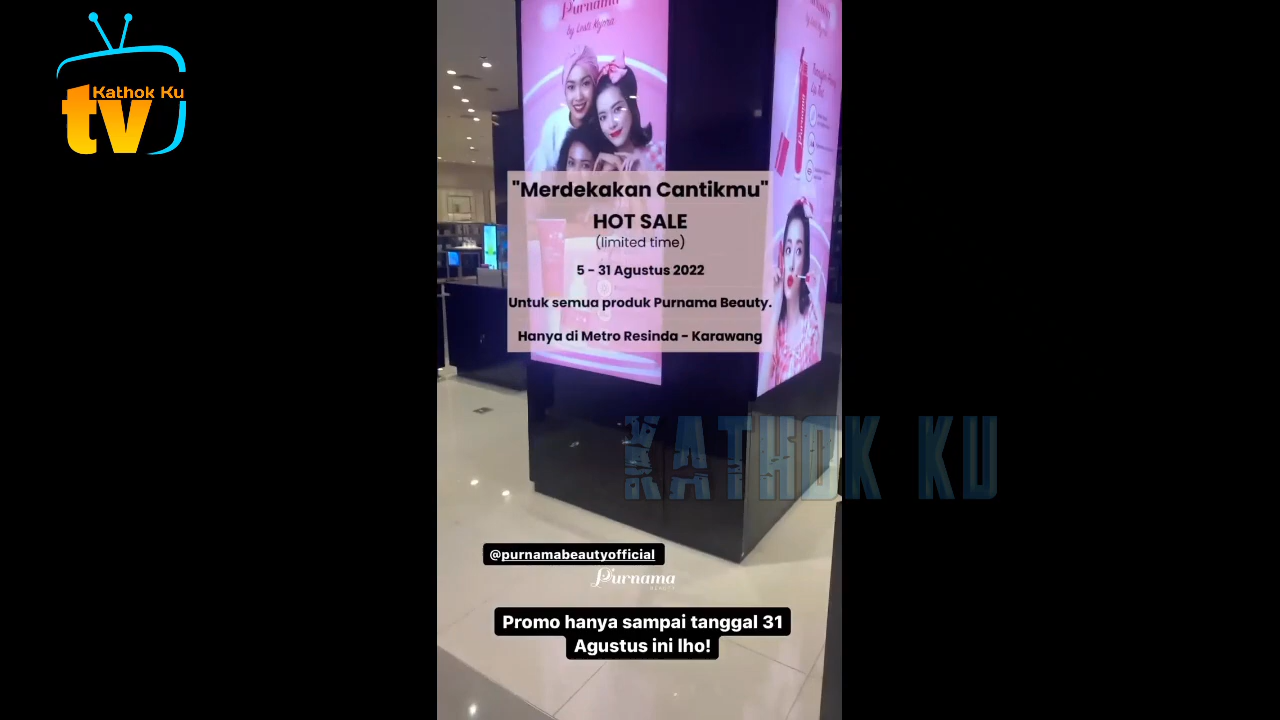 Kathok Ku
tv
Purnama
"Merdekakan Cantikmu"
HOT SALE
(limited time)
5 - 31 Agustus 2022
Untuk semua produk Purnama Beauty.
Hanya di Metro Resinda - Karawang
KATHOK KU
@purnamabeautyofficial
Purnama
BEAUTY
Promo hanya sampai tanggal 31
Agustus ini lho!